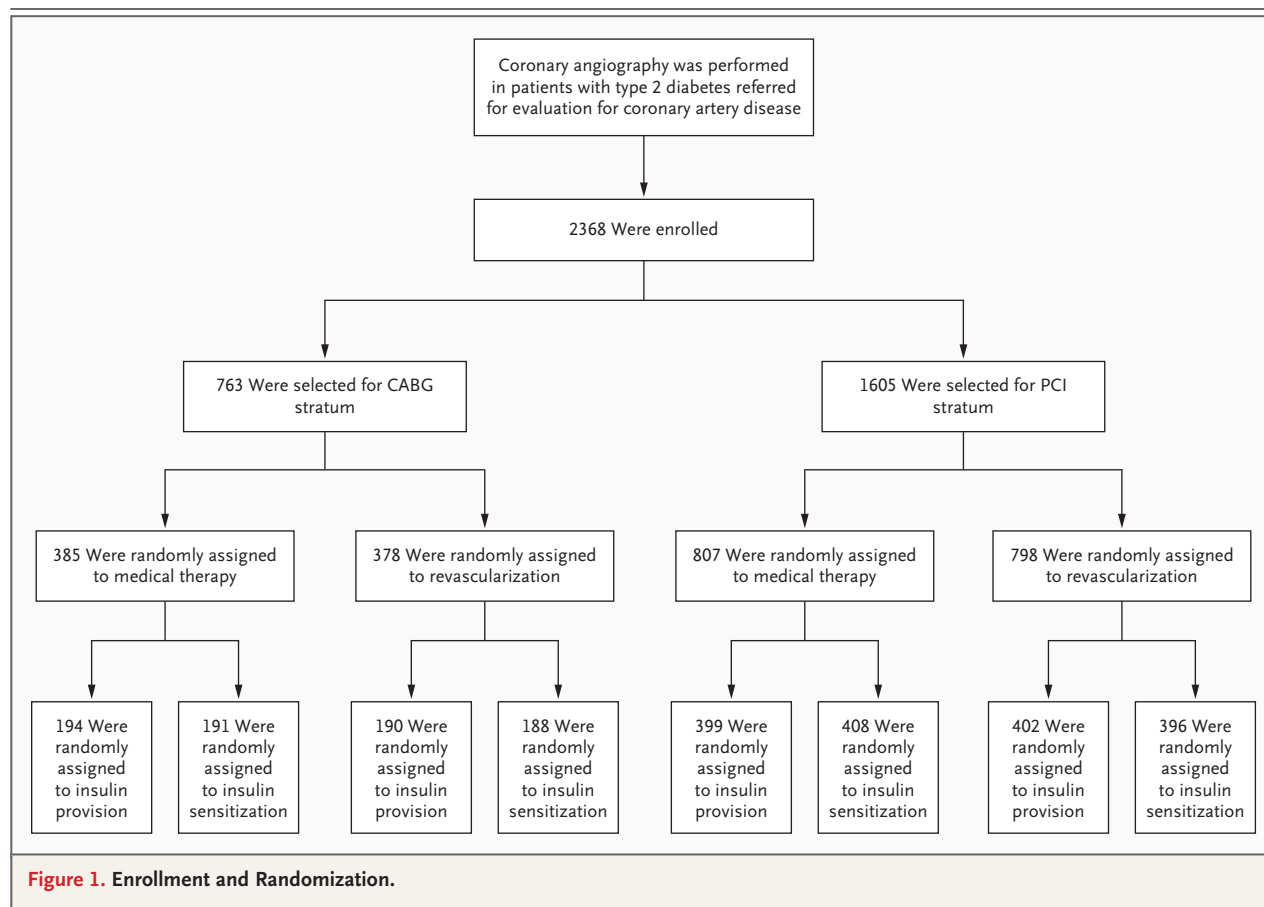 Coronary angiography was performed
in patients with type 2 diabetes referred
for evaluation for coronary artery disease
2368 Were enrolled
763 Were selected for CABG
stratum
1605 Were selected for PCI
stratum
385 Were randomly assigned
to medical therapy
378 Were randomly assigned
to revascularization
807 Were randomly assigned
to medical therapy
798 Were randomly assigned
to revascularization
194 Were
randomly
assigned
to insulin
provision
191 Were
randomly
assigned
to insulin
sensitization
190 Were
randomly
assigned
to insulin
provision
188 Were
randomly
assigned
to insulin
sensitization
399 Were
randomly
assigned
to insulin
provision
408 Were
randomly
assigned
to insulin
sensitization
402 Were
randomly
assigned
to insulin
provision
396 Were
randomly
assigned
to insulin
sensitization
Figure 1. Enrollment and Randomization.